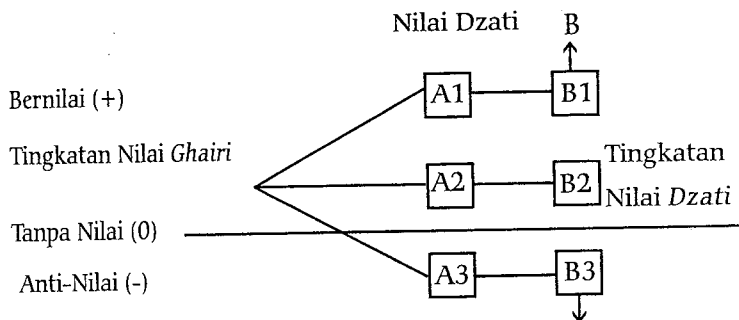 Nilai Dzati B
Bernilai (+) A1 B1
Tingkatan Nilai Ghairi
A2 B2 Tingkatan
Nilai Dzati
Tanpa Nilai (0)
Anti-Nilai (-) A3 B3